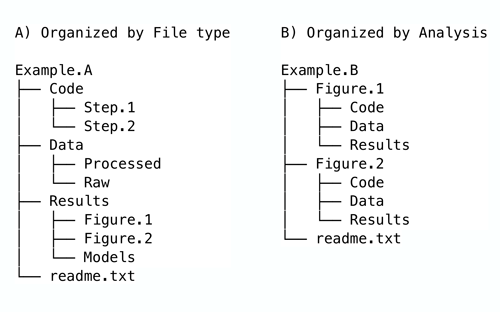 A) Organized by File type
Example.A
├── Code
│   ├── Step.1
│   └── Step.2
├── Data
│   ├── Processed
│   └── Raw
├── Results
│   ├── Figure.1
│   ├── Figure.2
│   └── Models
└── readme.txt
B) Organized by Analysis
Example.B
├── Figure.1
│   ├── Code
│   ├── Data
│   └── Results
├── Figure.2
│   ├── Code
│   ├── Data
│   └── Results
└── readme.txt